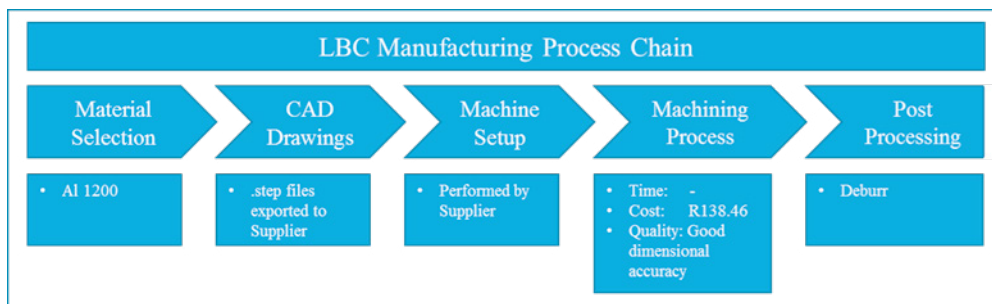 LBC Manufacturing Process Chain
Material
Selection
CAD
Drawings
Machine
Setup
Machining
Process
Post
Processing
• Al 1200
• .step files
exported to
Supplier
• Performed by
Supplier
• Time: -
• Cost: R138.46
• Quality: Good
dimensional
accuracy
• Deburr